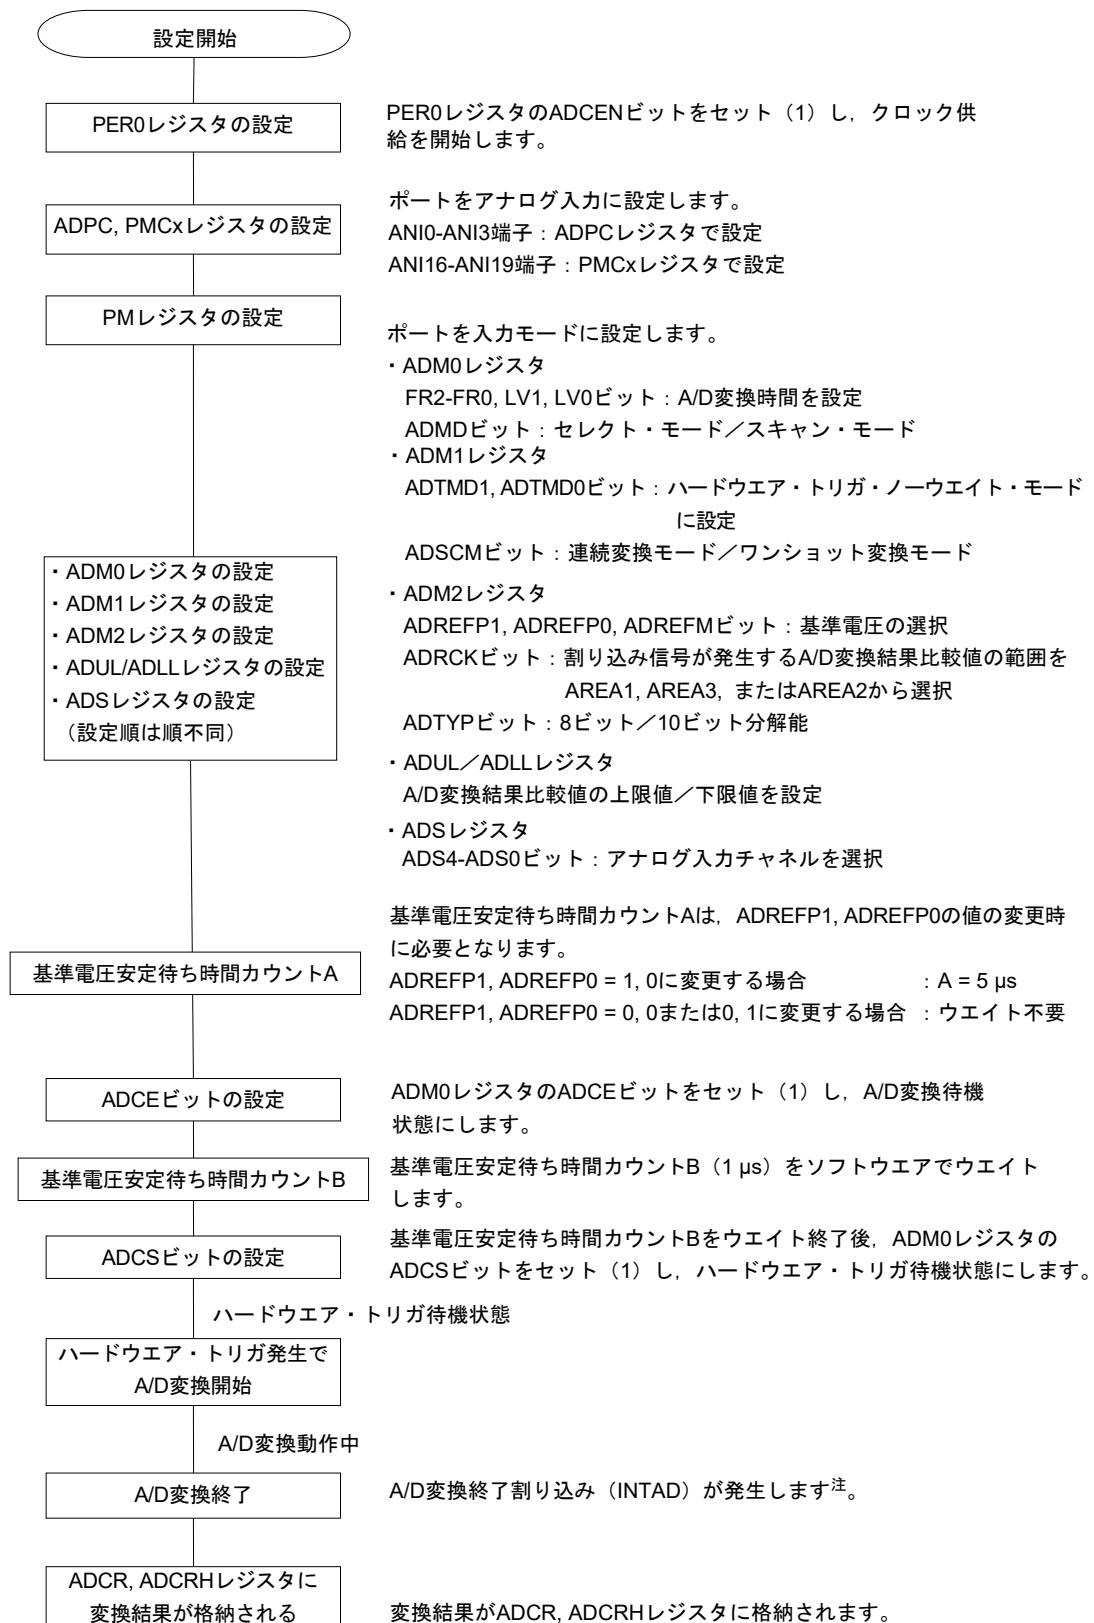 設定開始
PER0レジスタの設定
PER0レジスタのADCENビットをセット（1）し，クロック供
給を開始します。
ADPC, PMCxレジスタの設定
ポートをアナログ入力に設定します。
ANI0-ANI3端子：ADPCレジスタで設定
ANI16-ANI19端子：PMCxレジスタで設定
PMレジスタの設定
ポートを入力モードに設定します。
・ADM0レジスタの設定
・ADM1レジスタの設定
・ADM2レジスタの設定
・ADUL/ADLLレジスタの設定
・ADSレジスタの設定
（設定順は順不同）
・ADM0レジスタ
FR2-FR0, LV1, LV0ビット：A/D変換時間を設定
ADMDビット：セレクト・モード／スキャン・モード
・ADM1レジスタ
ADTMD1, ADTMD0ビット：ハードウエア・トリガ・ノーウエイト・モード
に設定
ADSCMビット：連続変換モード／ワンショット変換モード
・ADM2レジスタ
ADREFP1, ADREFP0, ADREFMビット：基準電圧の選択
ADRCKビット：割り込み信号が発生するA/D変換結果比較値の範囲を
AREA1, AREA3, またはAREA2から選択
ADTYPビット：8ビット／10ビット分解能
・ADUL／ADLLレジスタ
A/D変換結果比較値の上限値／下限値を設定
・ADSレジスタ
ADS4-ADS0ビット：アナログ入力チャネルを選択
基準電圧安定待ち時間カウントA
基準電圧安定待ち時間カウントAは，ADREFP1, ADREFP0の値の変更時
に必要となります。
ADREFP1, ADREFP0 = 1, 0に変更する場合 ：A = 5 μs
ADREFP1, ADREFP0 = 0, 0または0, 1に変更する場合 ：ウエイト不要
ADCEビットの設定
ADM0レジスタのADCEビットをセット（1）し，A/D変換待機
状態にします。
基準電圧安定待ち時間カウントB
基準電圧安定待ち時間カウントB（1 μs）をソフトウエアでウエイト
します。
ADCSビットの設定
基準電圧安定待ち時間カウントBをウエイト終了後，ADM0レジスタの
ADCSビットをセット（1）し，ハードウエア・トリガ待機状態にします。
ハードウエア・トリガ待機状態
ハードウエア・トリガ発生で
A/D変換開始
A/D変換動作中
A/D変換終了
A/D変換終了割り込み（INTAD）が発生します注。
ADCR, ADCRHレジスタに
変換結果が格納される
変換結果がADCR, ADCRHレジスタに格納されます。